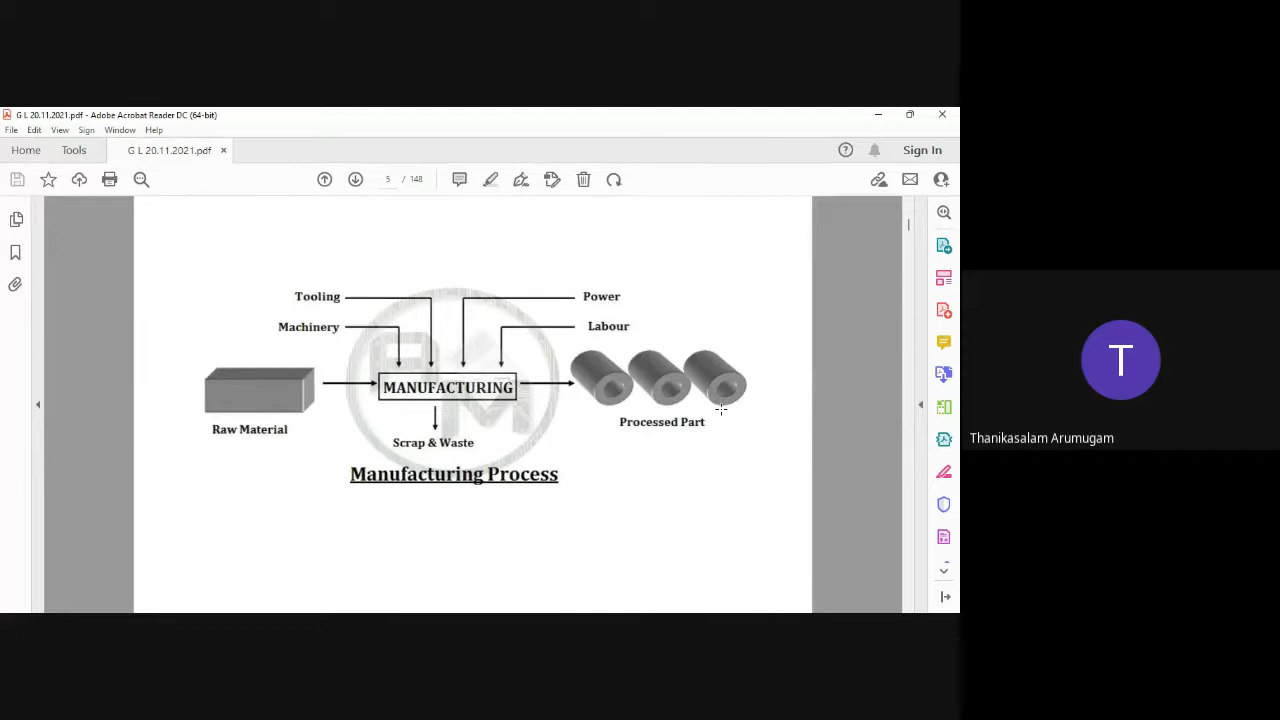 G L 20.11.2021.pdf - Adobe Acrobat Reader DC (64-bit)
File Edit View Sign Window Help
Home Tools G L 20.11.2021.pdf × Sign In
5 / 148
Tooling Power
Machinery Labour
MANUFACTURING
Processed Part
Raw Material
Scrap & Waste
Manufacturing Process
T
Thanikasalam Arumugam